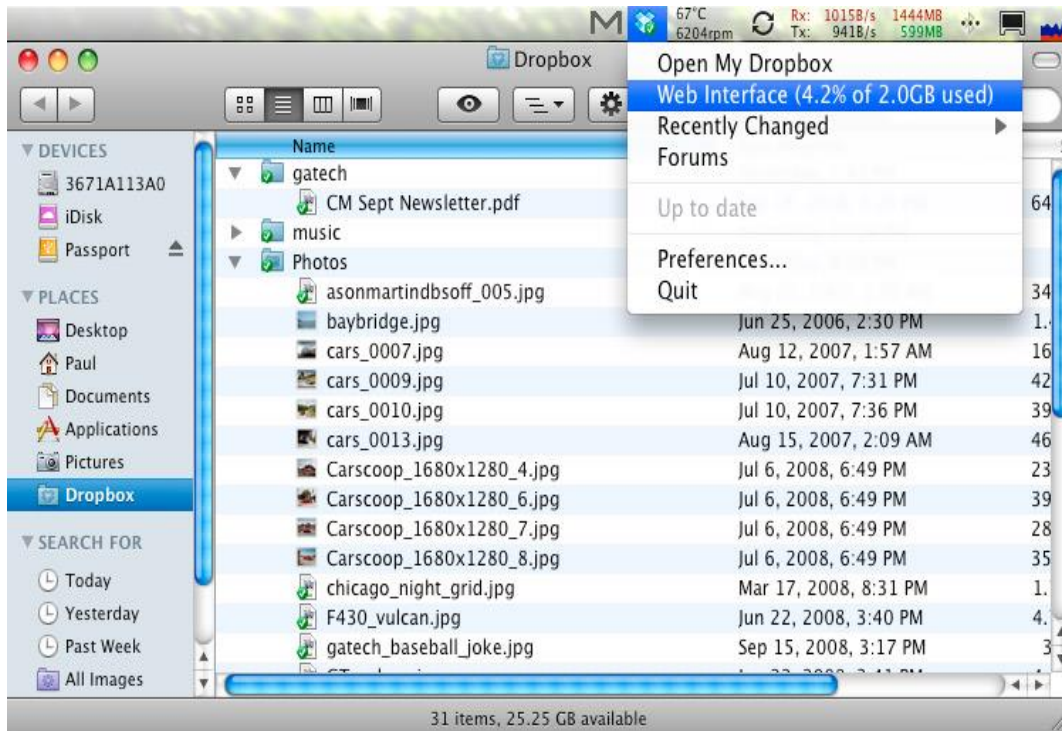 M 67°C Rx: 1015B/s 1444MB
6204rpm Tx: 941B/s 599MB
Dropbox
Open My Dropbox
Web Interface (4.2% of 2.0GB used)
Recently Changed
Forums
Up to date
Preferences...
Quit
DEVICES
3671A113A0
iDisk
Passport
PLACES
Desktop
Paul
Documents
Applications
Pictures
Dropbox
SEARCH FOR
Today
Yesterday
Past Week
All Images
Name
gatech
CM Sept Newsletter.pdf 64
music
Photos
asonmartindbsoff_005.jpg 34
baybridge.jpg Jun 25, 2006, 2:30 PM 1.
cars_0007.jpg Aug 12, 2007, 1:57 AM 16
cars_0009.jpg Jul 10, 2007, 7:31 PM 42
cars_0010.jpg Jul 10, 2007, 7:36 PM 39
cars_0013.jpg Aug 15, 2007, 2:09 AM 46
Carscoop_1680x1280_4.jpg Jul 6, 2008, 6:49 PM 23
Carscoop_1680x1280_6.jpg Jul 6, 2008, 6:49 PM 39
Carscoop_1680x1280_7.jpg Jul 6, 2008, 6:49 PM 28
Carscoop_1680x1280_8.jpg Jul 6, 2008, 6:49 PM 35
chicago_night_grid.jpg Mar 17, 2008, 8:31 PM 1.
F430_vulcan.jpg Jun 22, 2008, 3:40 PM 4.
gatech_baseball_joke.jpg Sep 15, 2008, 3:17 PM 3
31 items, 25.25 GB available